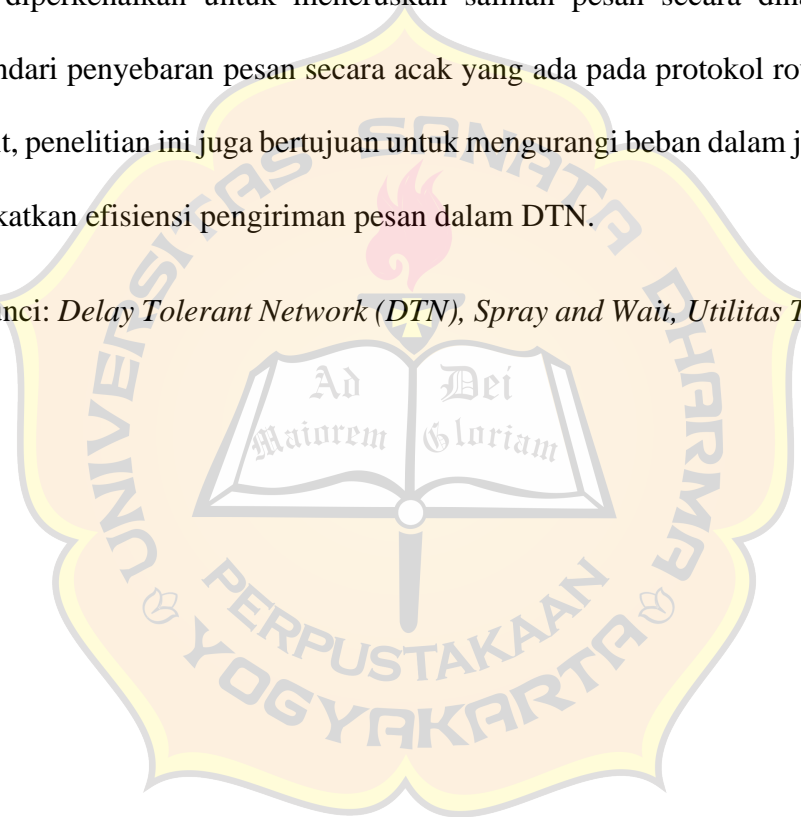 diperkenalkan untuk meneruskan salinan pesan secara
ndari penyebaran pesan secara acak yang ada pada protokol
t, penelitian ini juga bertujuan untuk mengurangi beban dalam
katkan efisiensi pengiriman pesan dalam DTN.
nci: Delay Tolerant Network (DTN), Spray and Wait, Utilitas
UNIVERSITAS SANATA DHARMA
Ad Dei
Maiorem Gloriam
PERPUSTAKAAN
YOGYAKARTA